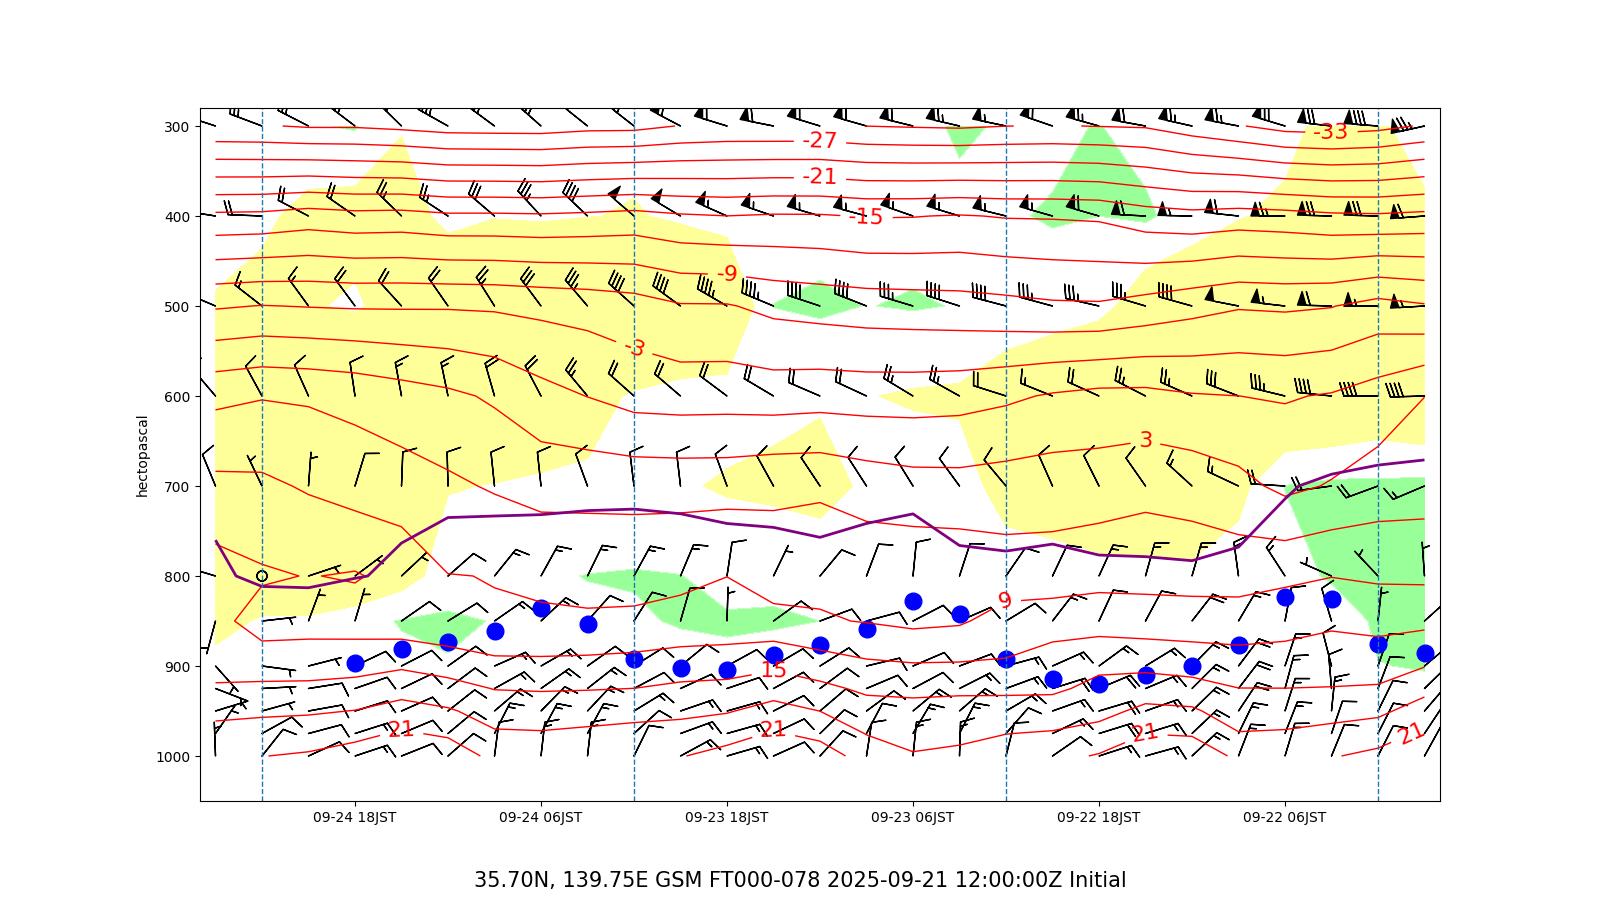 300
400
500
600
700
800
900
1000
hectopascal
-27
-33
-21
-15
-9
-3
3
9
15
21
21
21
21
09-24 18JST
09-24 06JST
09-23 18JST
09-23 06JST
09-22 18JST
09-22 06JST
35.70N, 139.75E GSM FT000-078 2025-09-21 12:00:00Z Initial